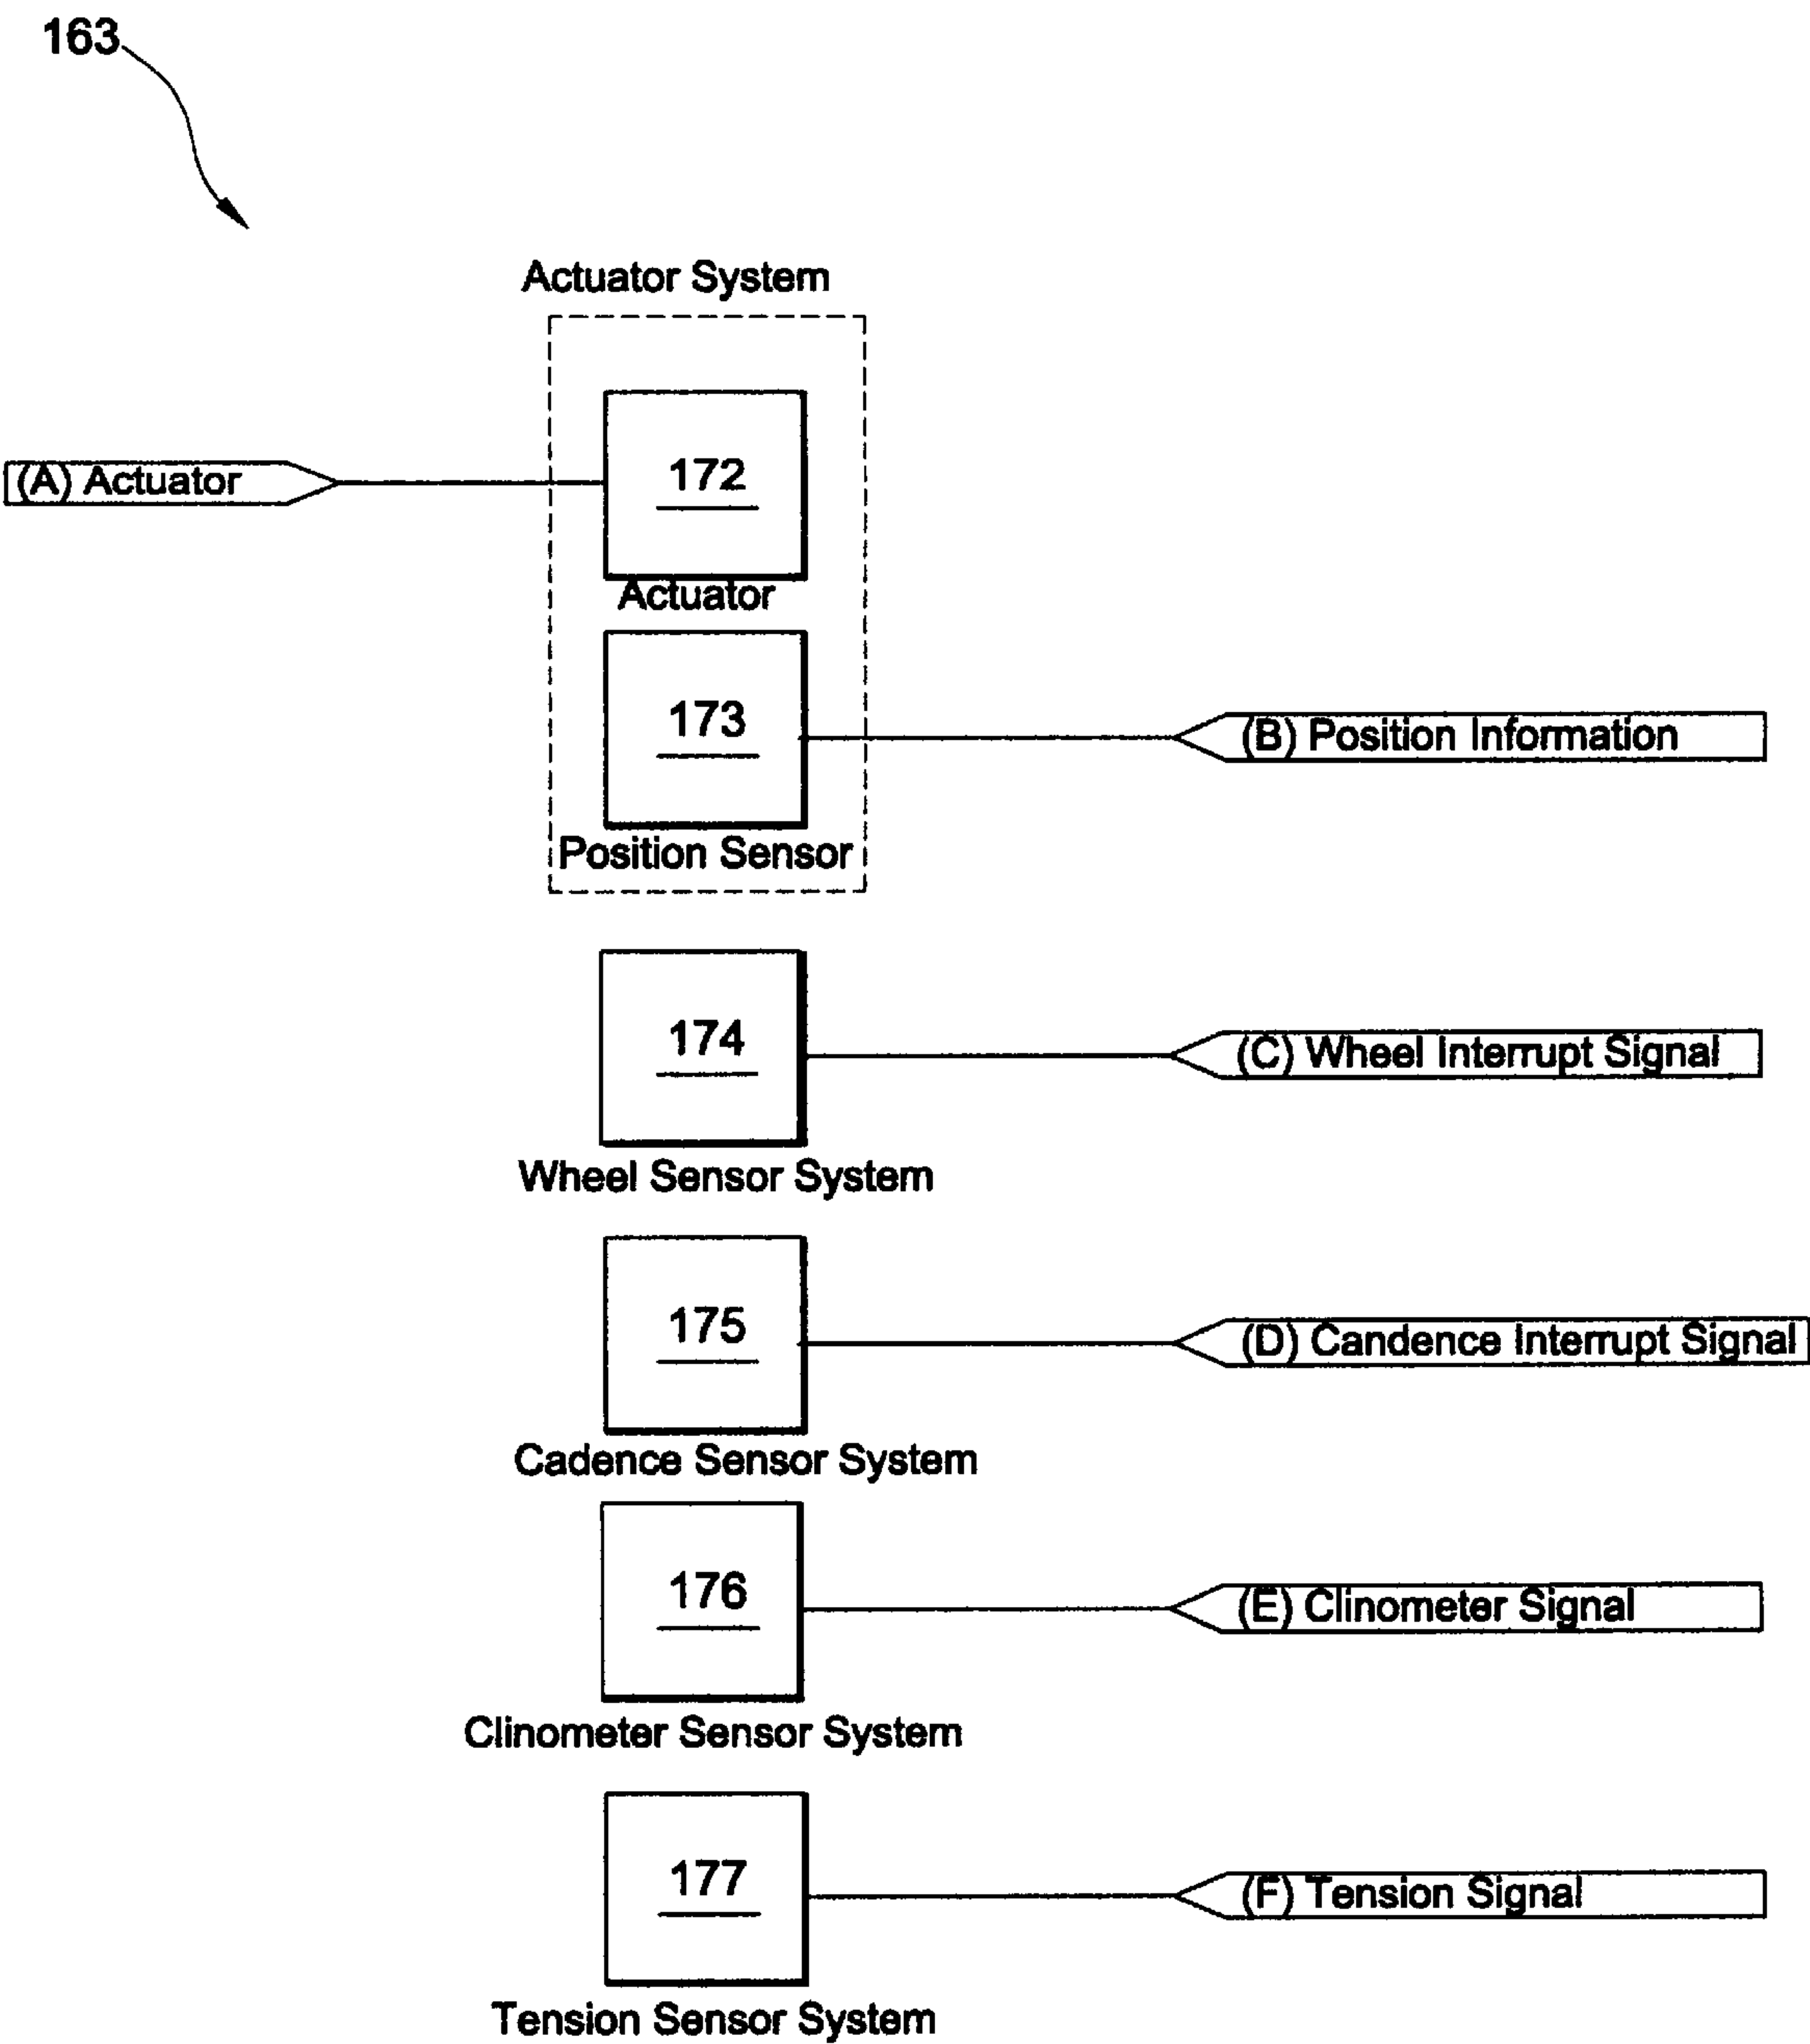 163
Actuator System
172
(A) Actuator
Actuator
173
(B) Position Information
Position Sensor
174
(C) Wheel Interrupt Signal
Wheel Sensor System
175
(D) Candence Interrupt Signal
Cadence Sensor System
176
(E) Clinometer Signal
Clinometer Sensor System
177
(F) Tension Signal
Tension Sensor System